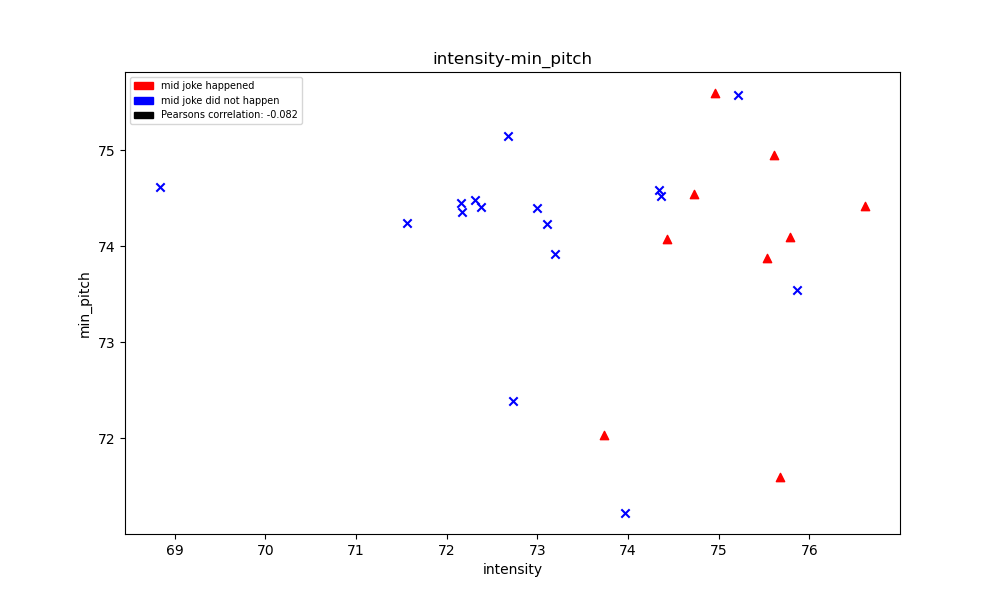 intensity-min_pitch
mid joke happened
mid joke did not happen
Pearsons correlation: -0.082
75
74
73
72
min_pitch
69 70 71 72 73 74 75 76
intensity